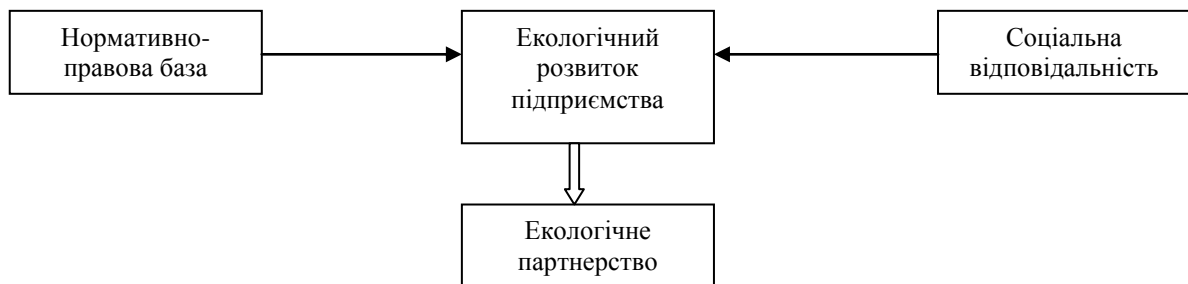 Нормативно-
правова база
Екологічний
розвиток
підприємства
Соціальна
відповідальність
Екологічне
партнерство